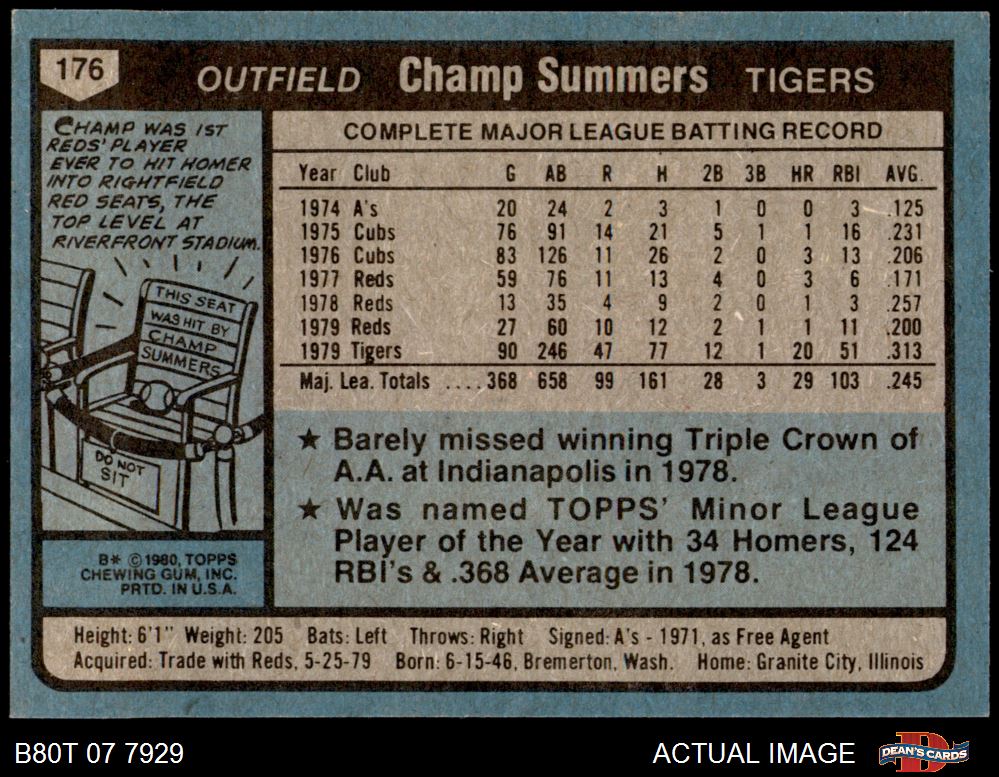 176
OUTFIELD Champ Summers TIGERS
CHAMP WAS 1ST
REDS' PLAYER
EVER TO HIT HOMER
INTO RIGHTFIELD
RED SEATS, THE
TOP LEVEL AT
RIVERFRONT STADIUM.
THIS SEAT
WAS HIT BY
CHAMP
SUMMERS
DO NOT
SIT
B* © 1980, TOPPS
CHEWING GUM, INC.
PRTD. IN U.S.A.
COMPLETE MAJOR LEAGUE BATTING RECORD
Year Club G AB R H 2B 3B HR RBI AVG.
1974 A's 20 24 2 3 1 0 0 3 .125
1975 Cubs 76 91 14 21 5 1 1 16 .231
1976 Cubs 83 126 11 26 2 0 3 13 .206
1977 Reds 59 76 11 13 4 0 3 6 .171
1978 Reds 13 35 4 9 2 0 1 3 .257
1979 Reds 27 60 10 12 2 1 1 11 .200
1979 Tigers 90 246 47 77 12 1 20 51 .313
Maj. Lea. Totals ....368 658 99 161 28 3 29 103 .245
★ Barely missed winning Triple Crown of
A.A. at Indianapolis in 1978.
★ Was named TOPPS' Minor League
Player of the Year with 34 Homers, 124
RBI's & .368 Average in 1978.
Height: 6'1" Weight: 205 Bats: Left Throws: Right Signed: A's - 1971, as Free Agent
Acquired: Trade with Reds, 5-25-79 Born: 6-15-46, Bremerton, Wash. Home: Granite City, Illinois
B80T 07 7929
ACTUAL IMAGE
DEAN'S CARDS